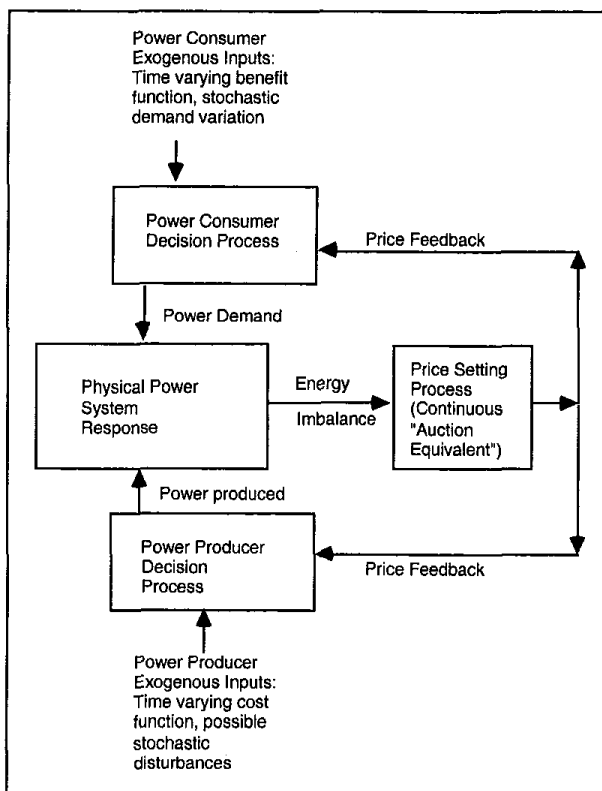 Power Consumer
Exogenous Inputs:
Time varying benefit
function, stochastic
demand variation
Power Consumer
Decision Process
Price Feedback
Power Demand
Physical Power
System
Response
Energy
Imbalance
Price Setting
Process
(Continuous
"Auction
Equivalent")
Power produced
Power Producer
Decision
Process
Price Feedback
Power Producer
Exogenous Inputs:
Time varying cost
function, possible
stochastic
disturbances